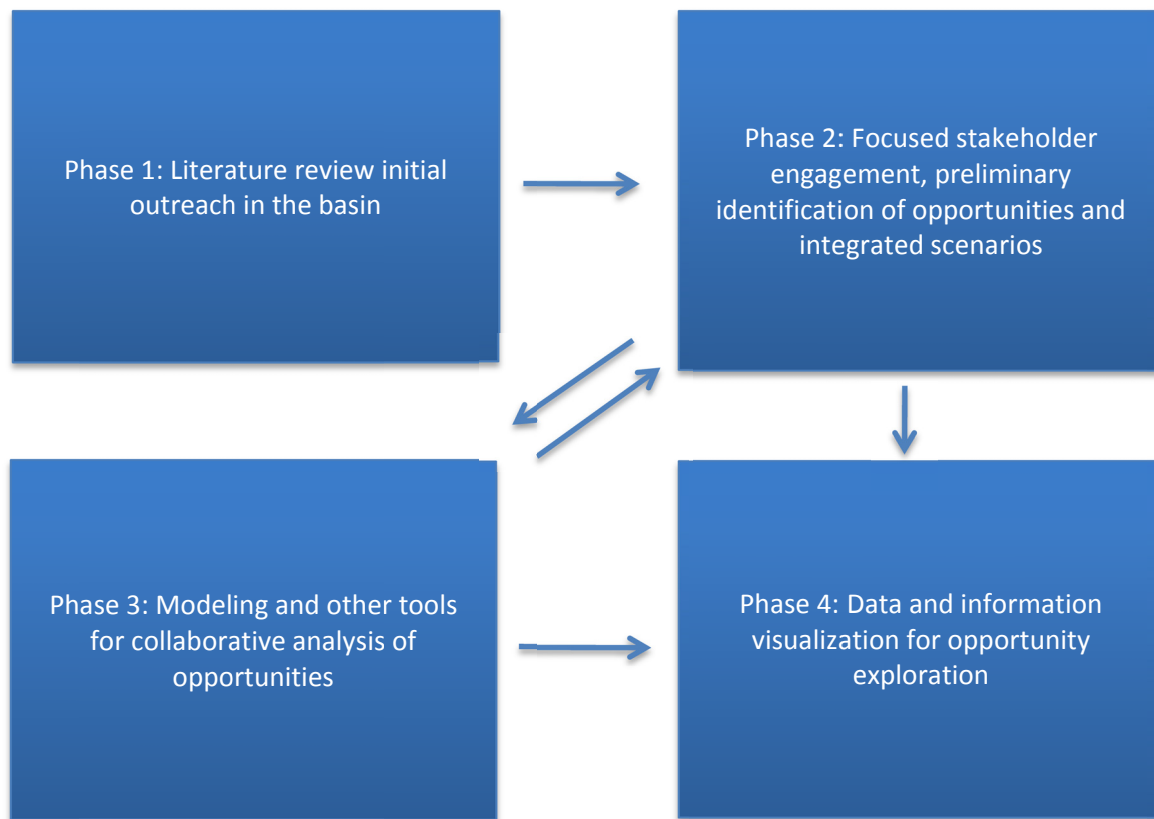 Phase 1: Literature review initial
outreach in the basin
Phase 2: Focused stakeholder
engagement, preliminary
identification of opportunities and
integrated scenarios
Phase 3: Modeling and other tools
for collaborative analysis of
opportunities
Phase 4: Data and information
visualization for opportunity
exploration